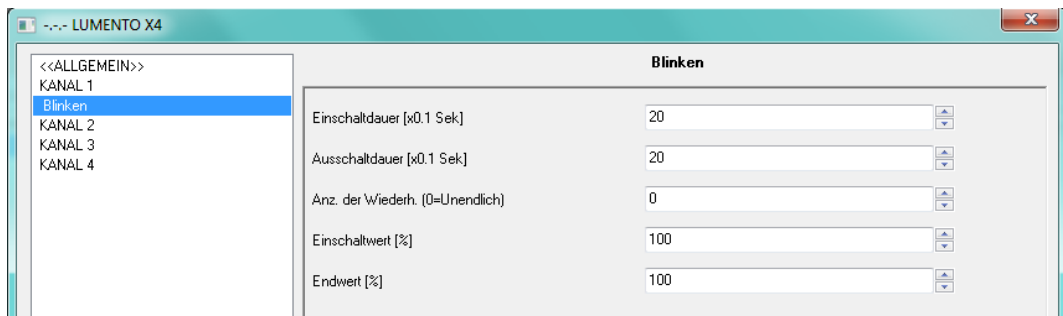 -.-.- LUMENTO X4
<<ALLGEMEIN>>
KANAL 1
Blinken
KANAL 2
KANAL 3
KANAL 4
Blinken
Einschaltdauer [x0.1 Sek] 20
Ausschaltdauer [x0.1 Sek] 20
Anz. der Wiederh. (0=Unendlich) 0
Einschaltwert [%] 100
Endwert [%] 100